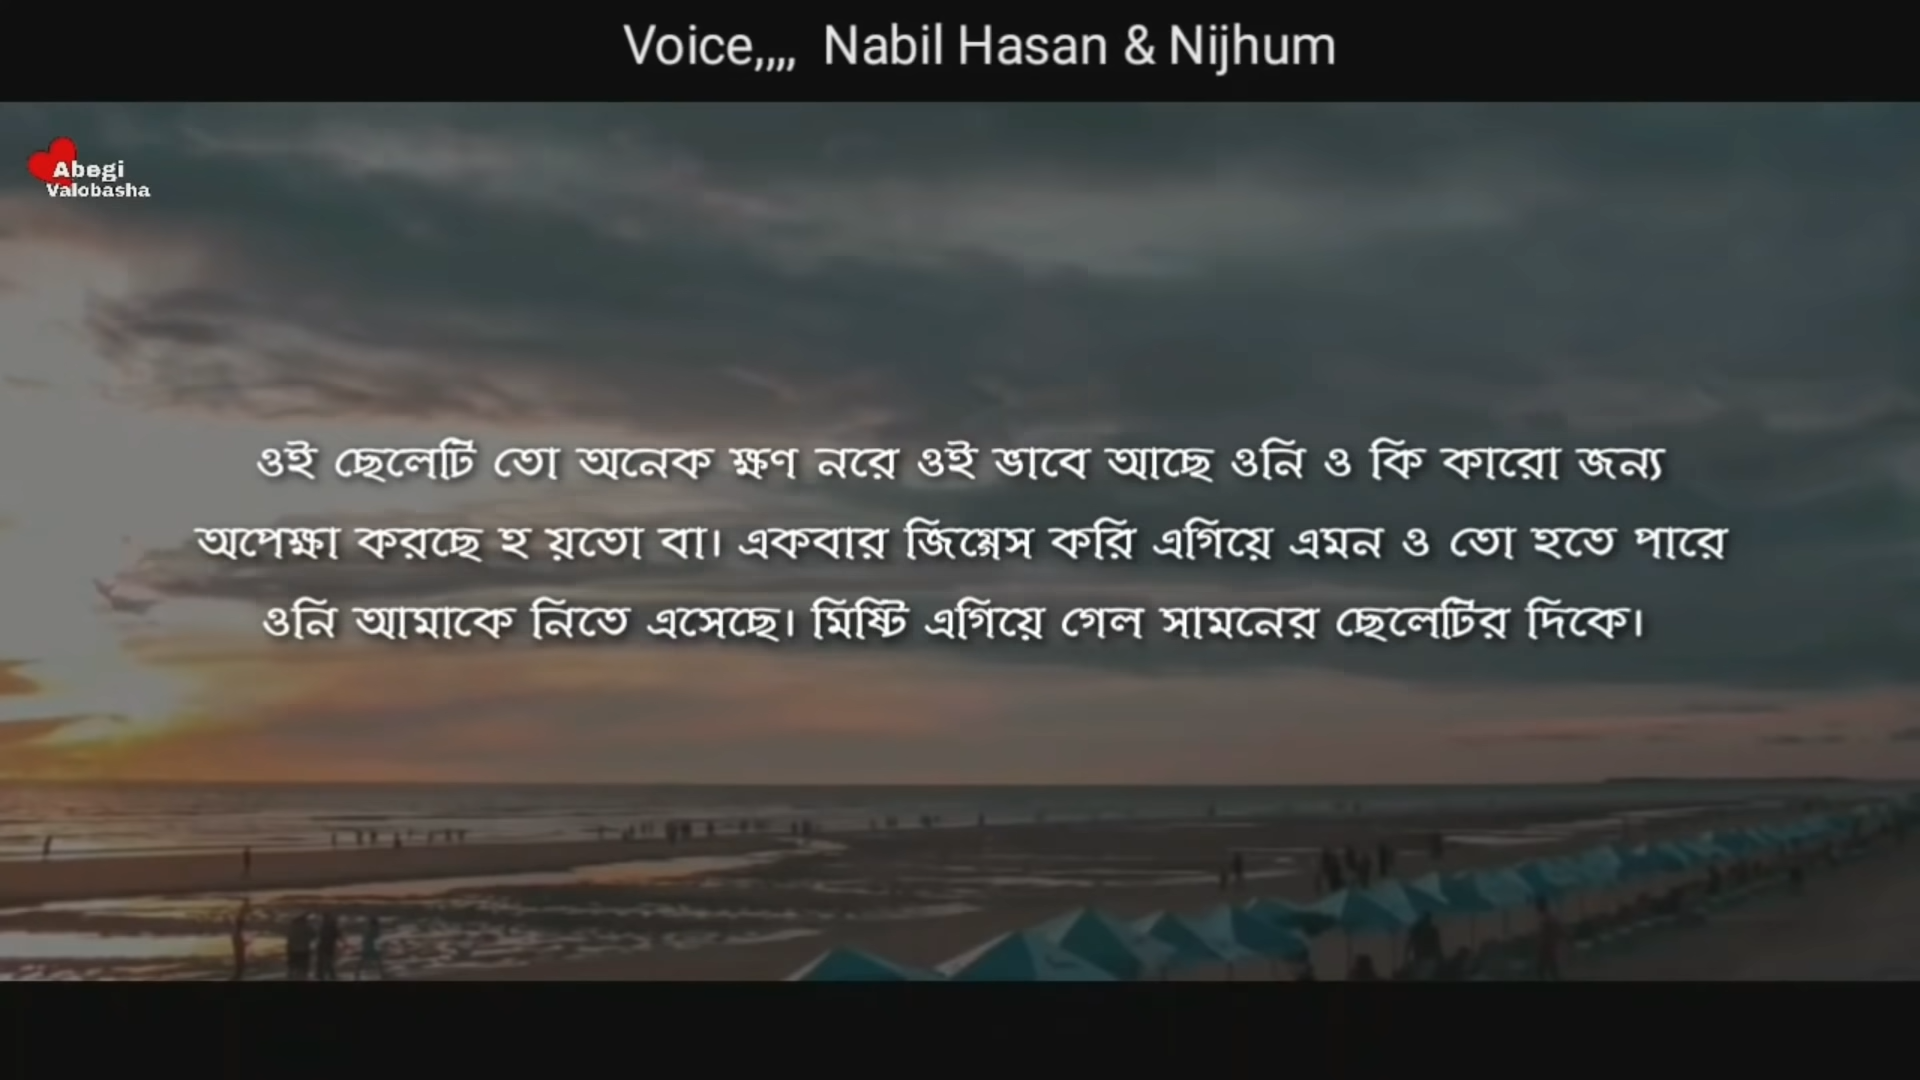 Voice,,,, Nabil Hasan & Nijhum
Abegi
Valobasha
ওই ছেলেটি তো অনেক ক্ষণ নরে ওই ভাবে আছে ওনি ও কি কারো জন্য
অপেক্ষা করছে হ য়তো বা। একবার জিগ্নেস করি এগিয়ে এমন ও তো হতে পারে
ওনি আমাকে নিতে এসেছে। মিষ্টি এগিয়ে গেল সামনের ছেলেটির দিকে।